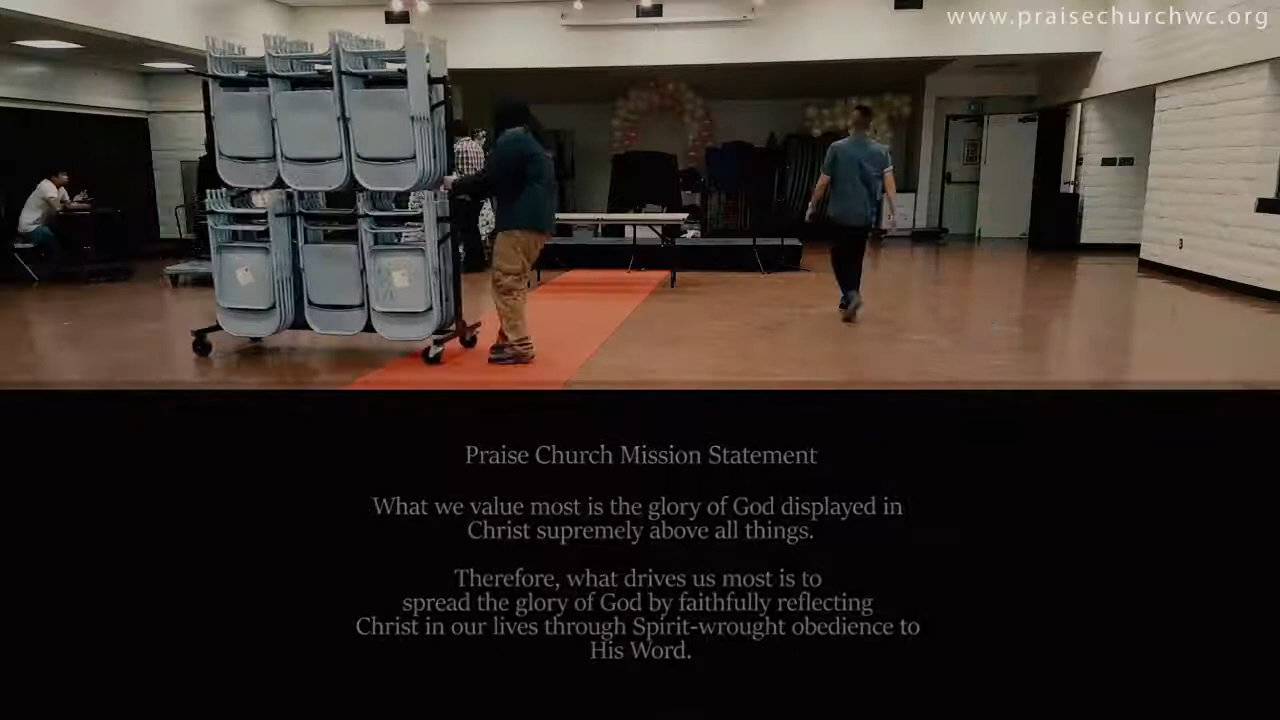 www.praisechurchwc.org
Praise Church Mission Statement
What we value most is the glory of God displayed in
Christ supremely above all things.
Therefore, what drives us most is to
spread the glory of God by faithfully reflecting
Christ in our lives through Spirit-wrought obedience to
His Word.